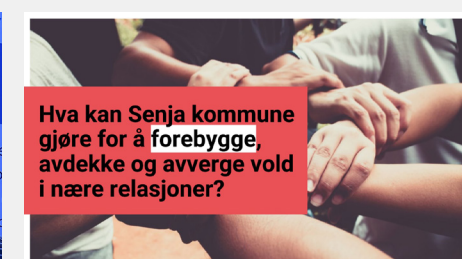 Hva kan Senja kommune
gjøre for å forebygge,
avdekke og avverge vold
i nære relasjoner?